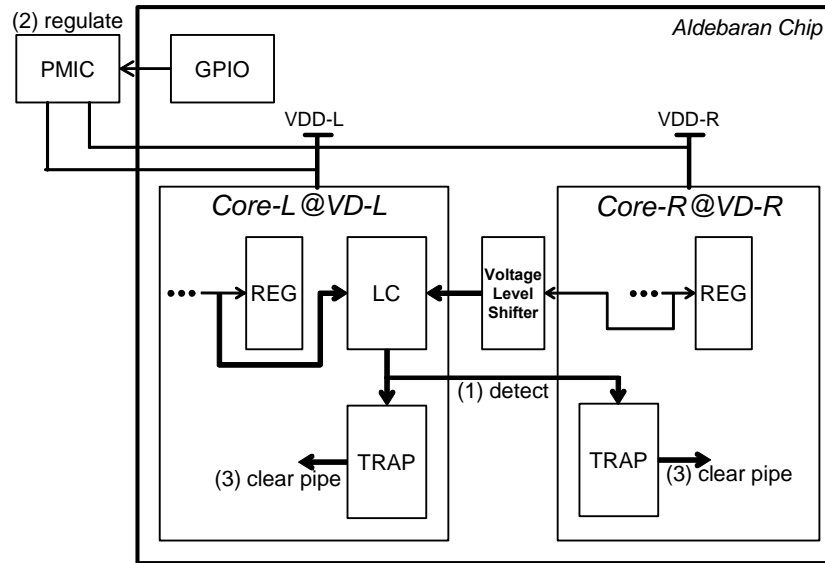 (2) regulate
Aldebaran Chip
PMIC
GPIO
VDD-L
VDD-R
Core-L@VD-L
Core-R@VD-R
REG
LC
Voltage
Level
Shifter
REG
(1) detect
TRAP
TRAP
(3) clear pipe
(3) clear pipe